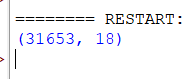 ======== RESTART:
(31653, 18)